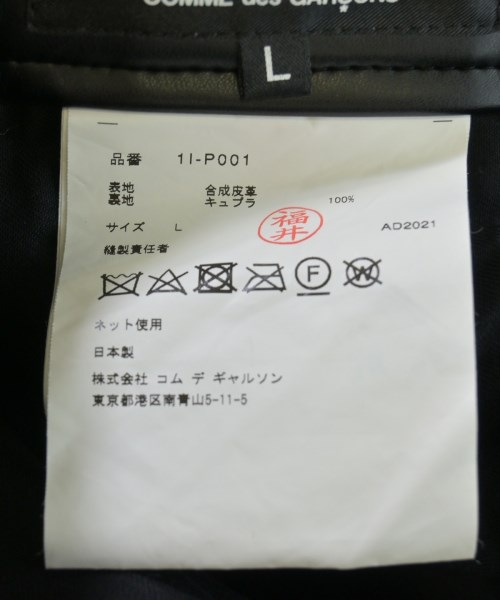 COMME des GARÇONS
L
品番 1I-P001
表地 合成皮革
裏地 キュプラ 100%
サイズ L
福井
AD2021
縫製責任者
F
W
ネット使用
日本製
株式会社 コム デ ギャルソン
東京都港区南青山5-11-5